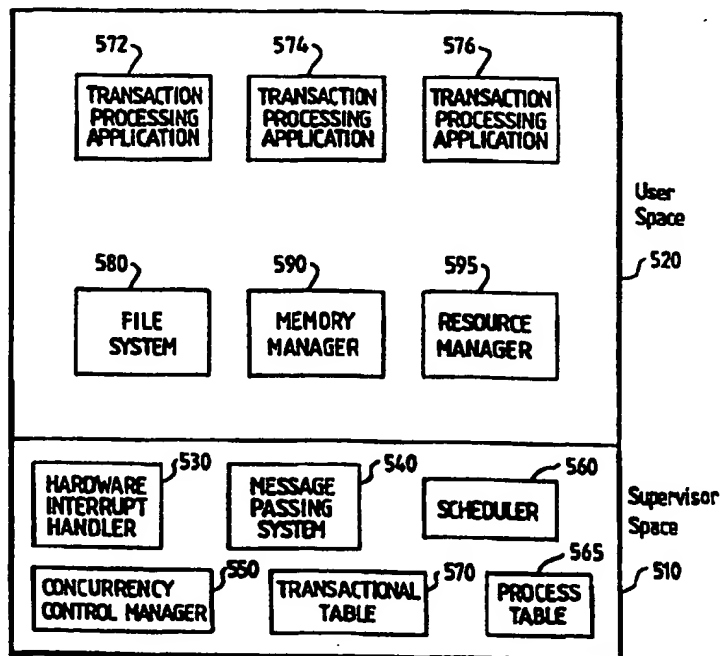 572
574
576
TRANSACTION
PROCESSING
APPLICATION
TRANSACTION
PROCESSING
APPLICATION
TRANSACTION
PROCESSING
APPLICATION
User
Space
520
580
590
595
FILE
SYSTEM
MEMORY
MANAGER
RESOURCE
MANAGER
530
540
560
HARDWARE
INTERRUPT
HANDLER
MESSAGE
PASSING
SYSTEM
SCHEDULER
Supervisor
Space
510
550
570
565
CONCURRENCY
CONTROL MANAGER
TRANSACTIONAL
TABLE
PROCESS
TABLE